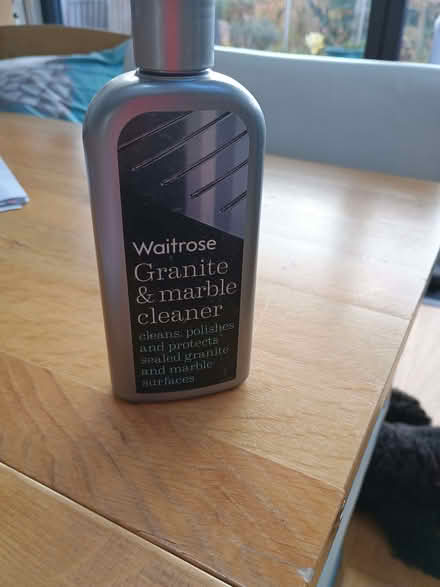 Waitrose
Granite
& marble
cleaner
cleans, polishes
and protects
sealed granite
and marble
surfaces